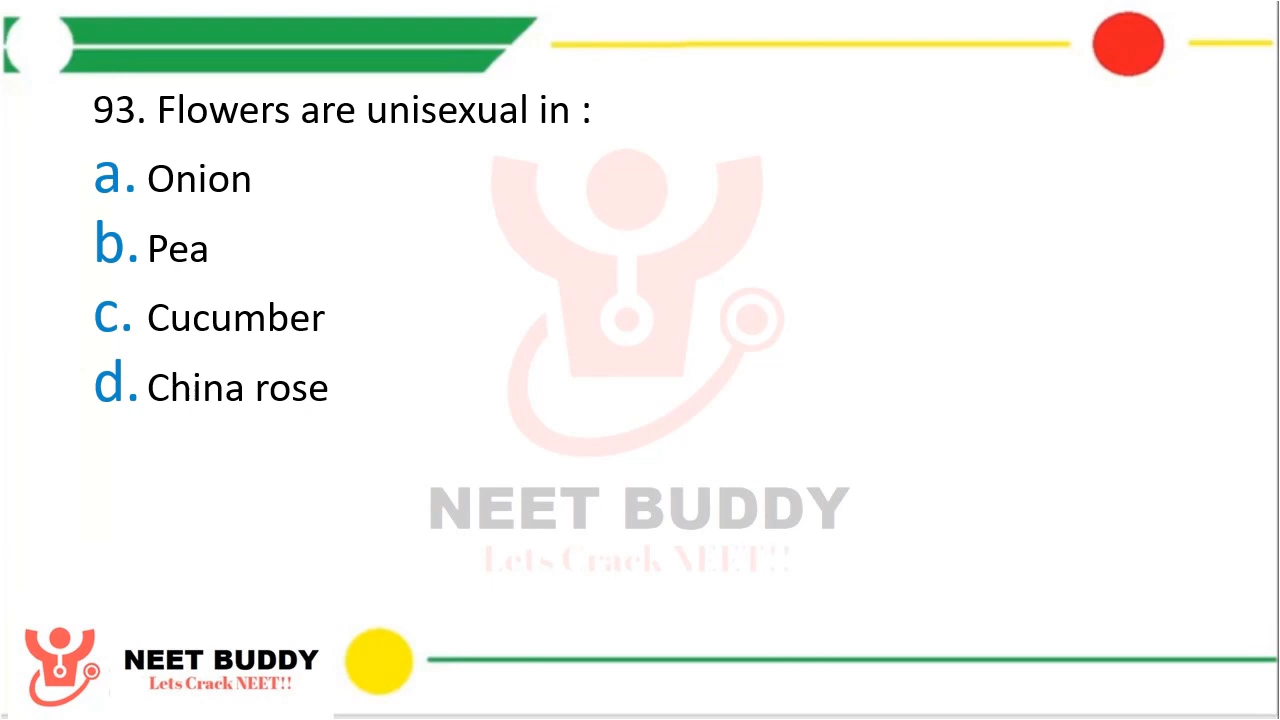 93. Flowers are unisexual in :
a. Onion
b. Pea
c. Cucumber
d. China rose
NEET BUDDY
Lets Crack NEET!!
NEET BUDDY
Lets Crack NEET!!